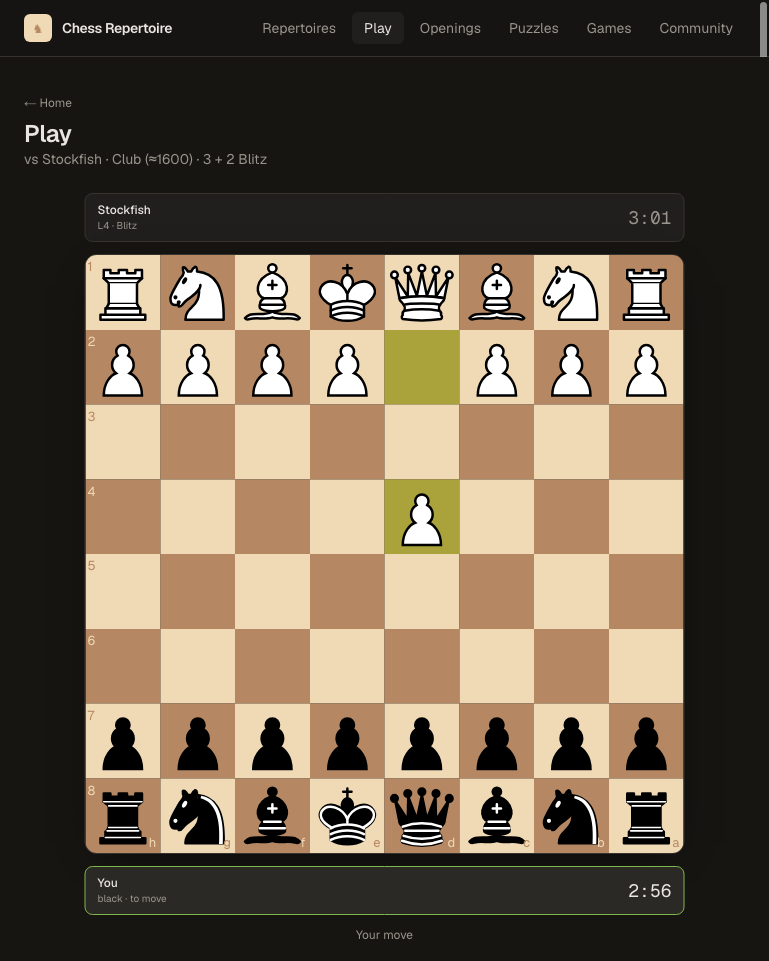 Chess Repertoire Repertoires Play Openings Puzzles Games Community
← Home
Play
vs Stockfish · Club (≈1600) · 3 + 2 Blitz
Stockfish
L4 · Blitz
3:01
1
2
3
4
5
6
7
8
h g f e d c b a
You
black · to move
2:56
Your move